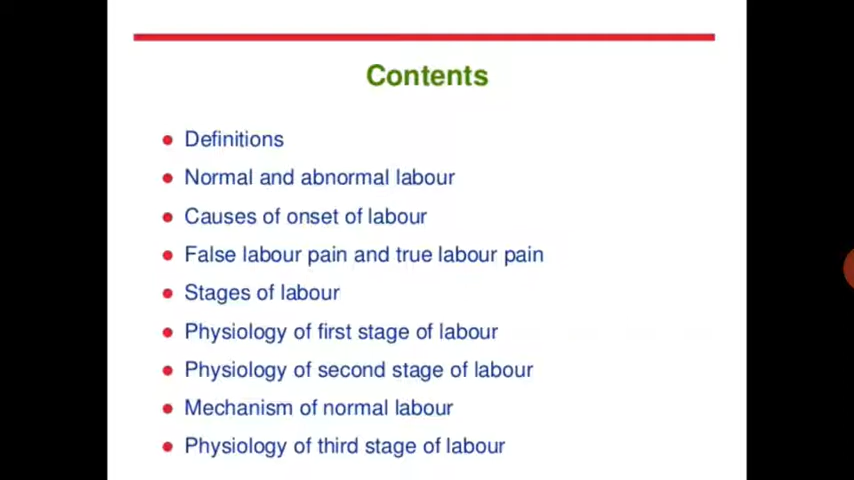 Contents
Definitions
Normal and abnormal labour
Causes of onset of labour
False labour pain and true labour pain
Stages of labour
Physiology of first stage of labour
Physiology of second stage of labour
Mechanism of normal labour
Physiology of third stage of labour